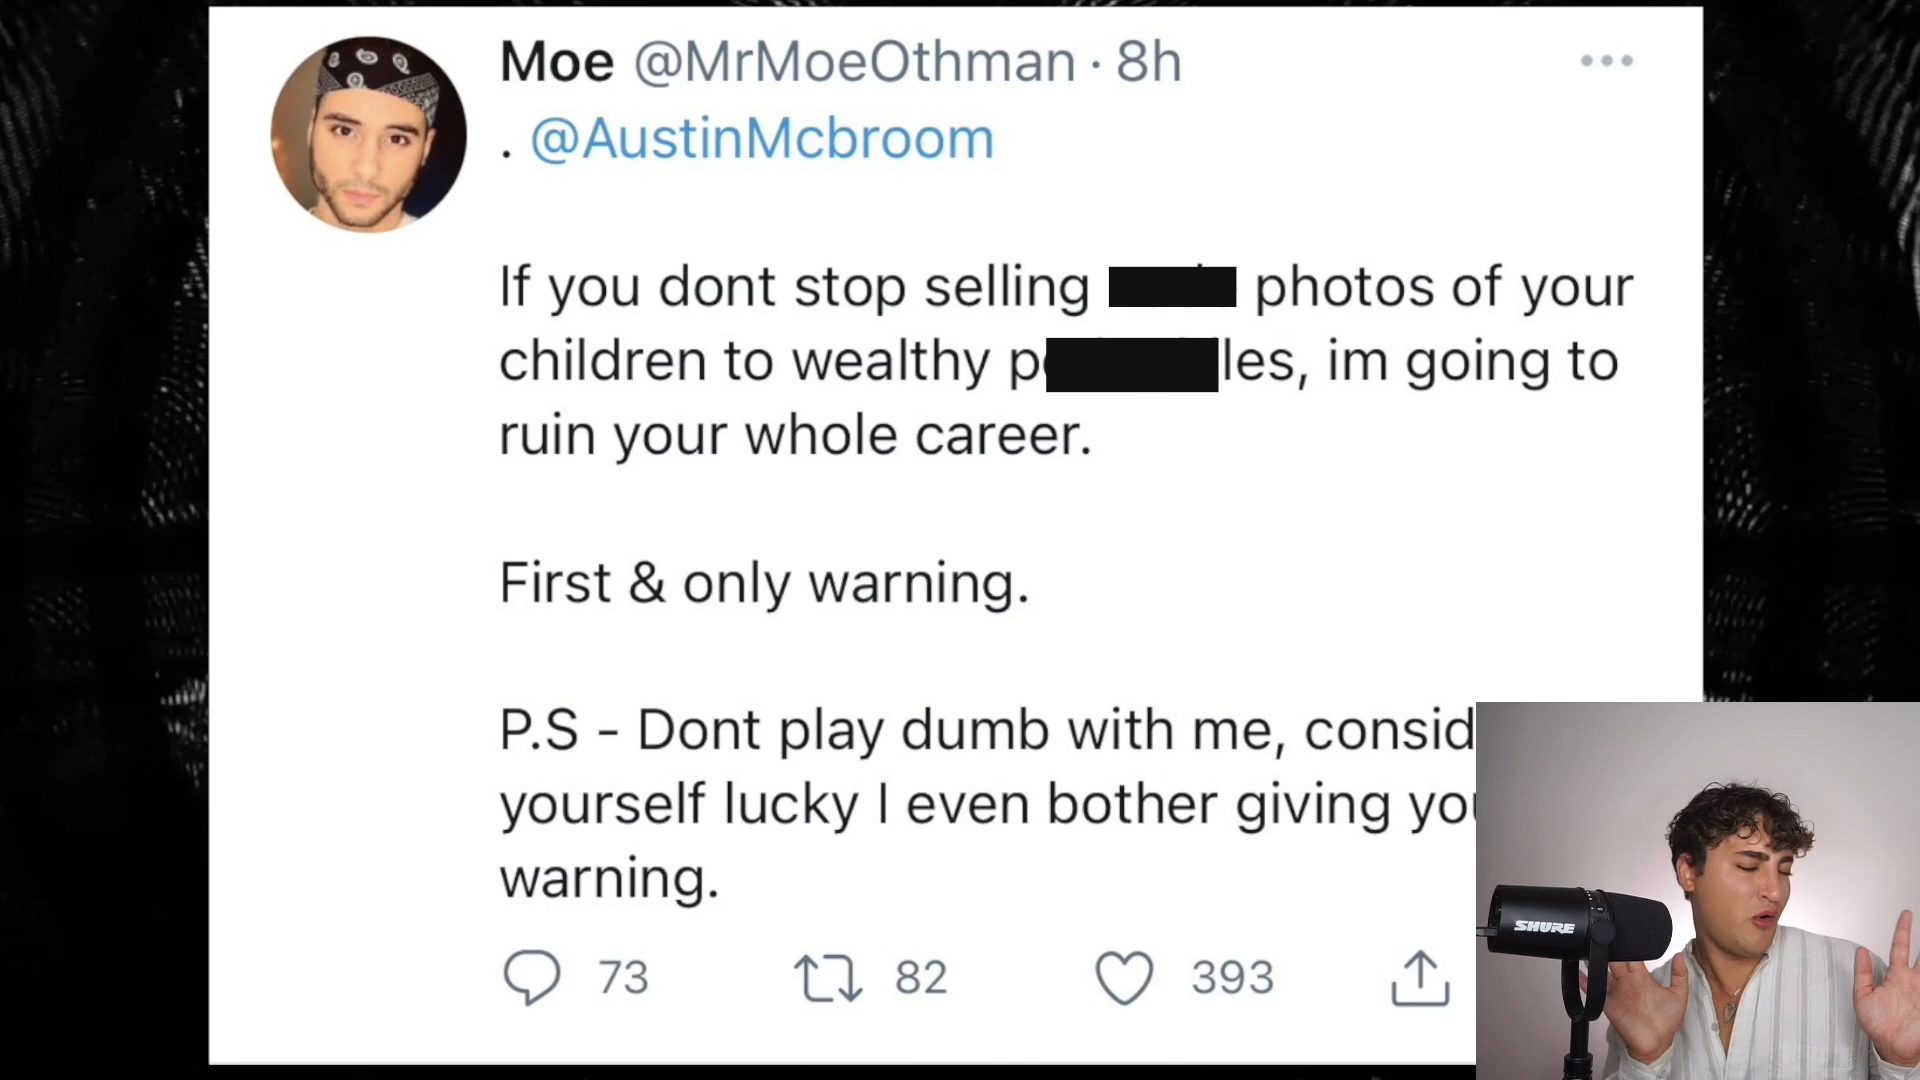 Moe @MrMoeOthman · 8h
. @AustinMcbroom
If you dont stop selling photos of your
children to wealthy les, im going to
ruin your whole career.
First & only warning.
P.S - Dont play dumb with me, consid
yourself lucky I even bother giving yo
warning.
73 82 393
SHURE